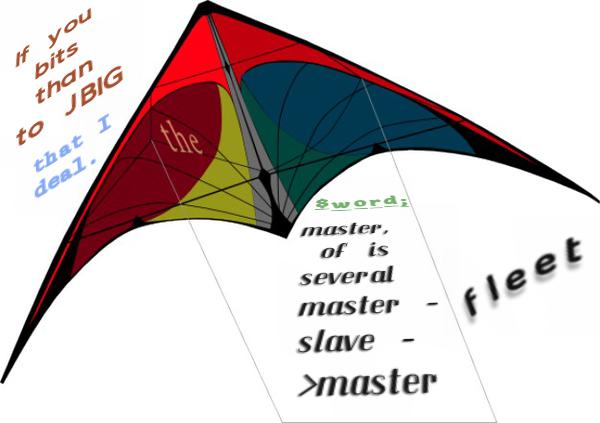 If you
bits
than
to JBIG
that I
deal.
the
$word;
master,
of is
several
master -
slave -
>master
fleet